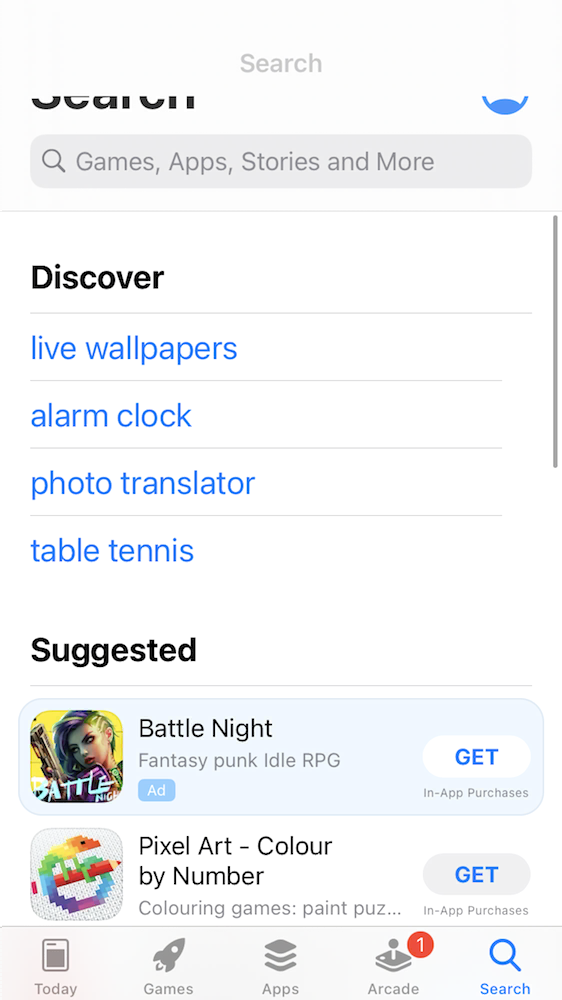 Search
Search
Games, Apps, Stories and More
Discover
live wallpapers
alarm clock
photo translator
table tennis
Suggested
BATTLE
NIGHT
Battle Night
Fantasy punk Idle RPG
Ad
GET
In-App Purchases
Pixel Art - Colour
by Number
Colouring games: paint puz...
GET
In-App Purchases
1
Today
Games
Apps
Arcade
Search